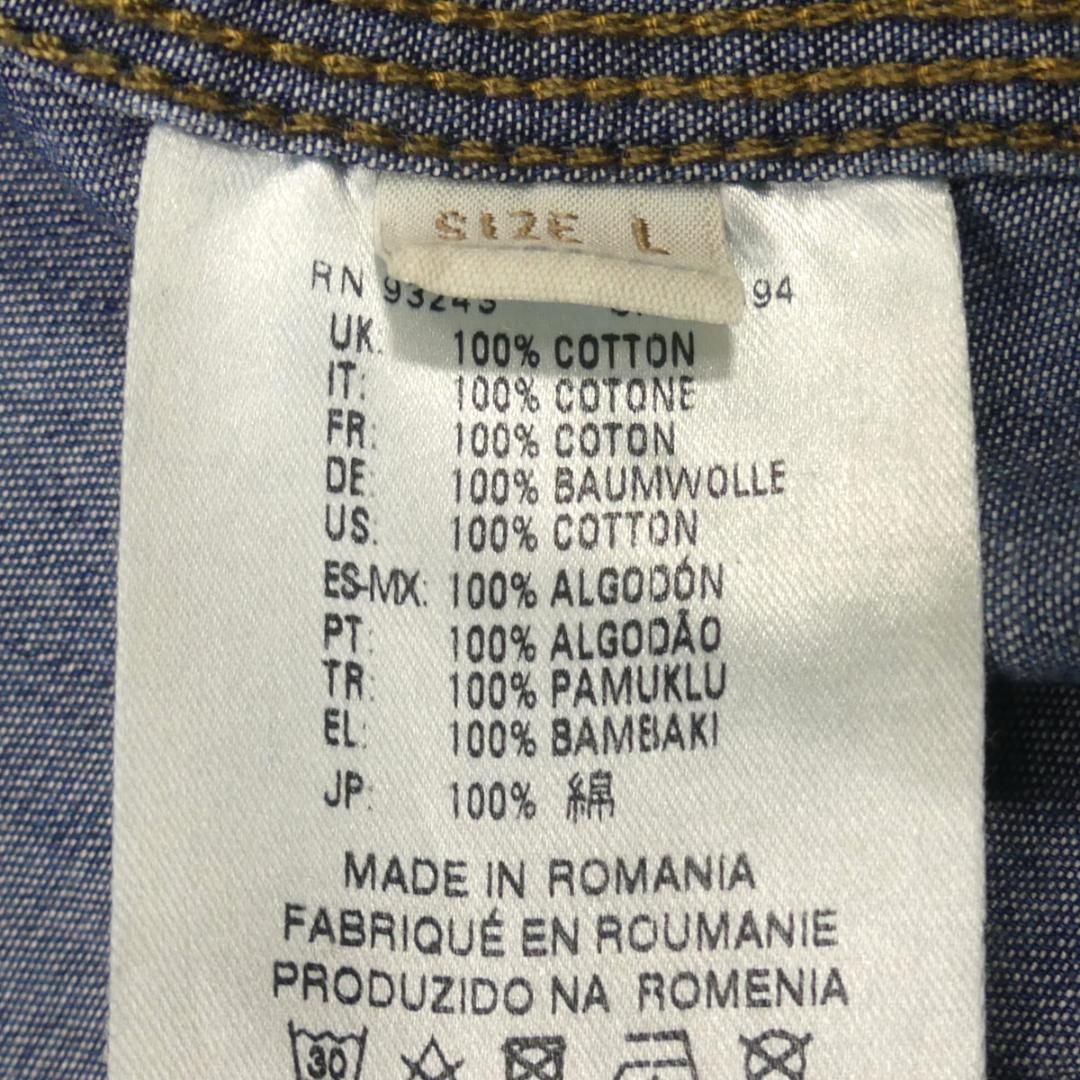 SIZE L
RN 93243 94
UK: 100% COTTON
IT: 100% COTONE
FR: 100% COTON
DE: 100% BAUMWOLLE
US: 100% COTTON
ES-MX: 100% ALGODÓN
PT: 100% ALGODÃO
TR: 100% PAMUKLU
EL: 100% BAMBAKI
JP: 100% 綿
MADE IN ROMANIA
FABRIQUÉ EN ROUMANIE
PRODUZIDO NA ROMENIA
30